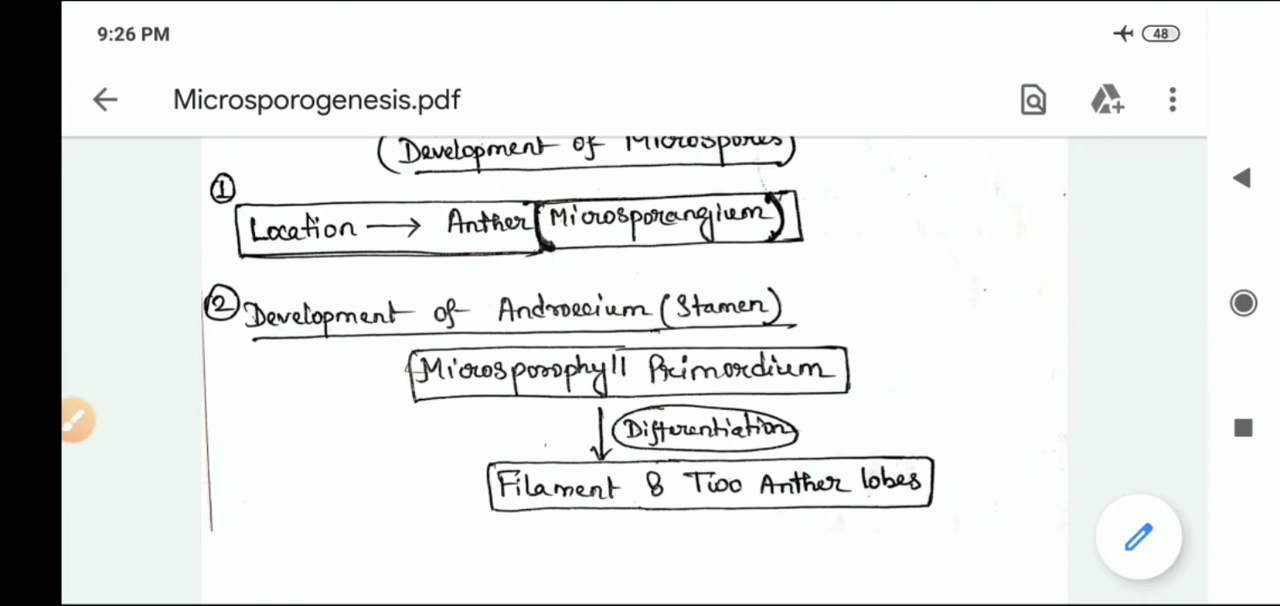 9:26 PM
48
Microsporogenesis.pdf
(Development of Microspores)
① Location → Anther (Microsporangium)
② Development of Androecium (Stamen)
Microsporophyll Primordium
↓ Differentiation
Filament & Two Anther lobes